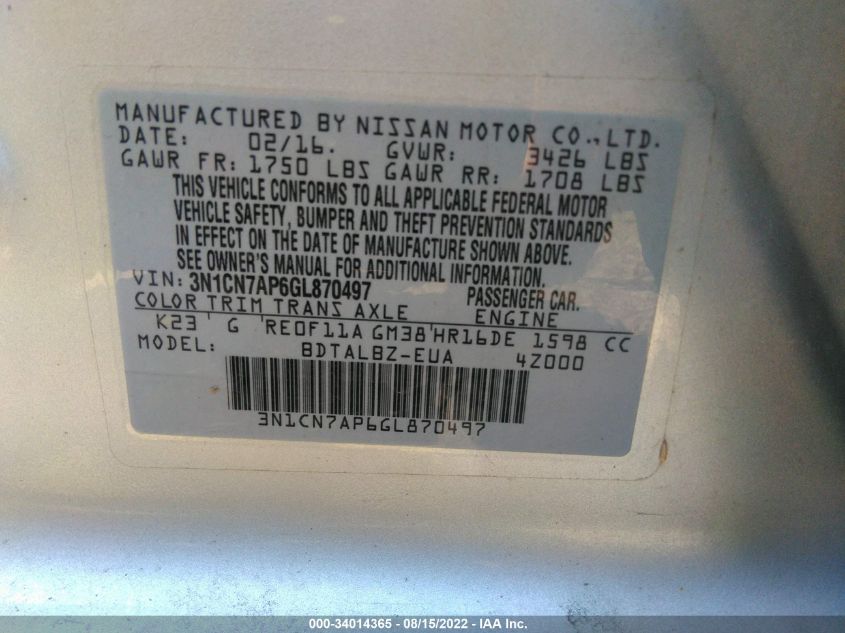 MANUFACTURED BY NISSAN MOTOR CO.,LTD.
DATE: 02/16. GVWR: 3426 LBS
GAWR FR: 1750 LBS GAWR RR: 1708 LBS
THIS VEHICLE CONFORMS TO ALL APPLICABLE FEDERAL MOTOR
VEHICLE SAFETY, BUMPER AND THEFT PREVENTION STANDARDS
IN EFFECT ON THE DATE OF MANUFACTURE SHOWN ABOVE.
SEE OWNER'S MANUAL FOR ADDITIONAL INFORMATION.
VIN: 3N1CN7AP6GL870497 PASSENGER CAR.
COLOR TRIM TRANS AXLE ENGINE
K23 ' G 'RE0F11A GM38'HR16DE 1598 CC
MODEL: BDTALBZ-EUA 4Z000
3N1CN7AP6GL870497
000-34014365 - 08/15/2022 - IAA Inc.